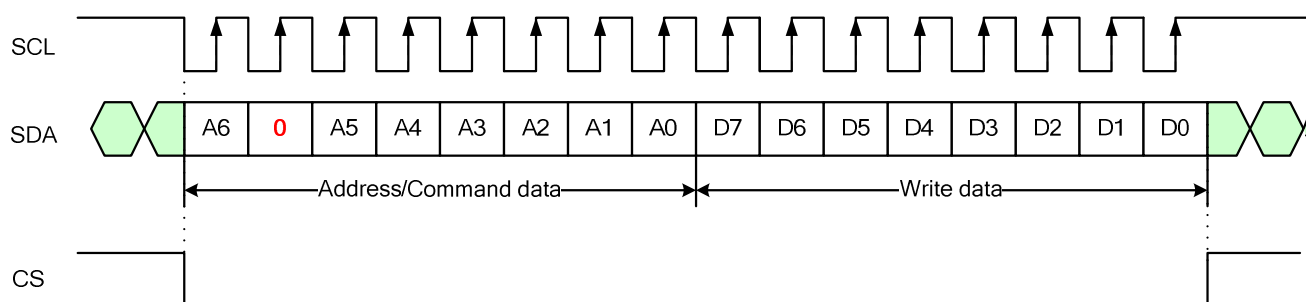 SCL
SDA A6 0 A5 A4 A3 A2 A1 A0 D7 D6 D5 D4 D3 D2 D1 D0
Address/Command data Write data
CS